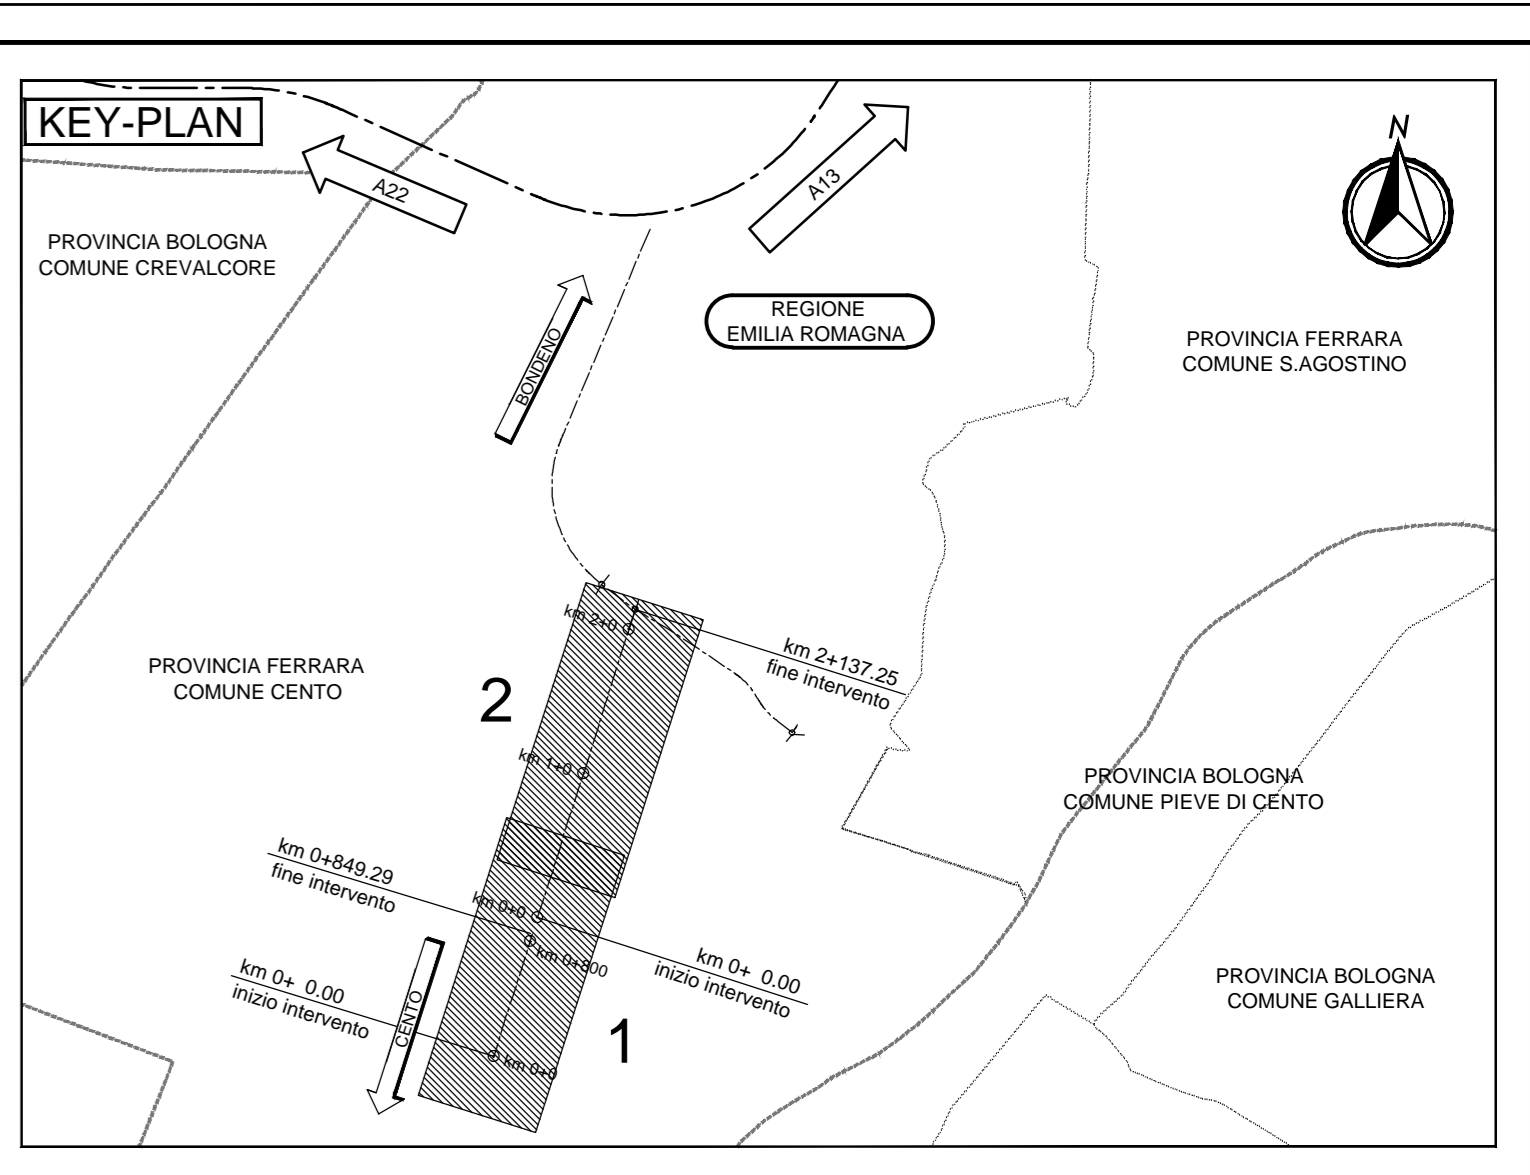 KEY-PLAN
N
A22
A13
PROVINCIA BOLOGNA
COMUNE CREVALCORE
BONDENO
REGIONE
EMILIA ROMAGNA
PROVINCIA FERRARA
COMUNE S.AGOSTINO
km 2+0
km 2+137.25
fine intervento
PROVINCIA FERRARA
COMUNE CENTO
2
km 1+0
PROVINCIA BOLOGNA
COMUNE PIEVE DI CENTO
km 0+849.29
fine intervento
km 0+0
km 0+800
km 0+ 0.00
inizio intervento
km 0+ 0.00
inizio intervento
CENTO
1
km 0+0
PROVINCIA BOLOGNA
COMUNE GALLIERA